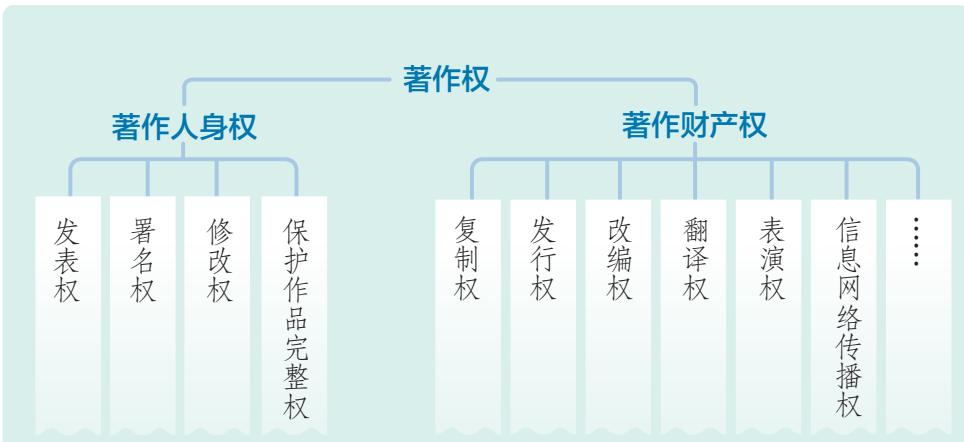 著作权
著作人身权
著作财产权
发表权
署名权
修改权
保护作品完整权
复制权
发行权
改编权
翻译权
表演权
信息网络传播权
……